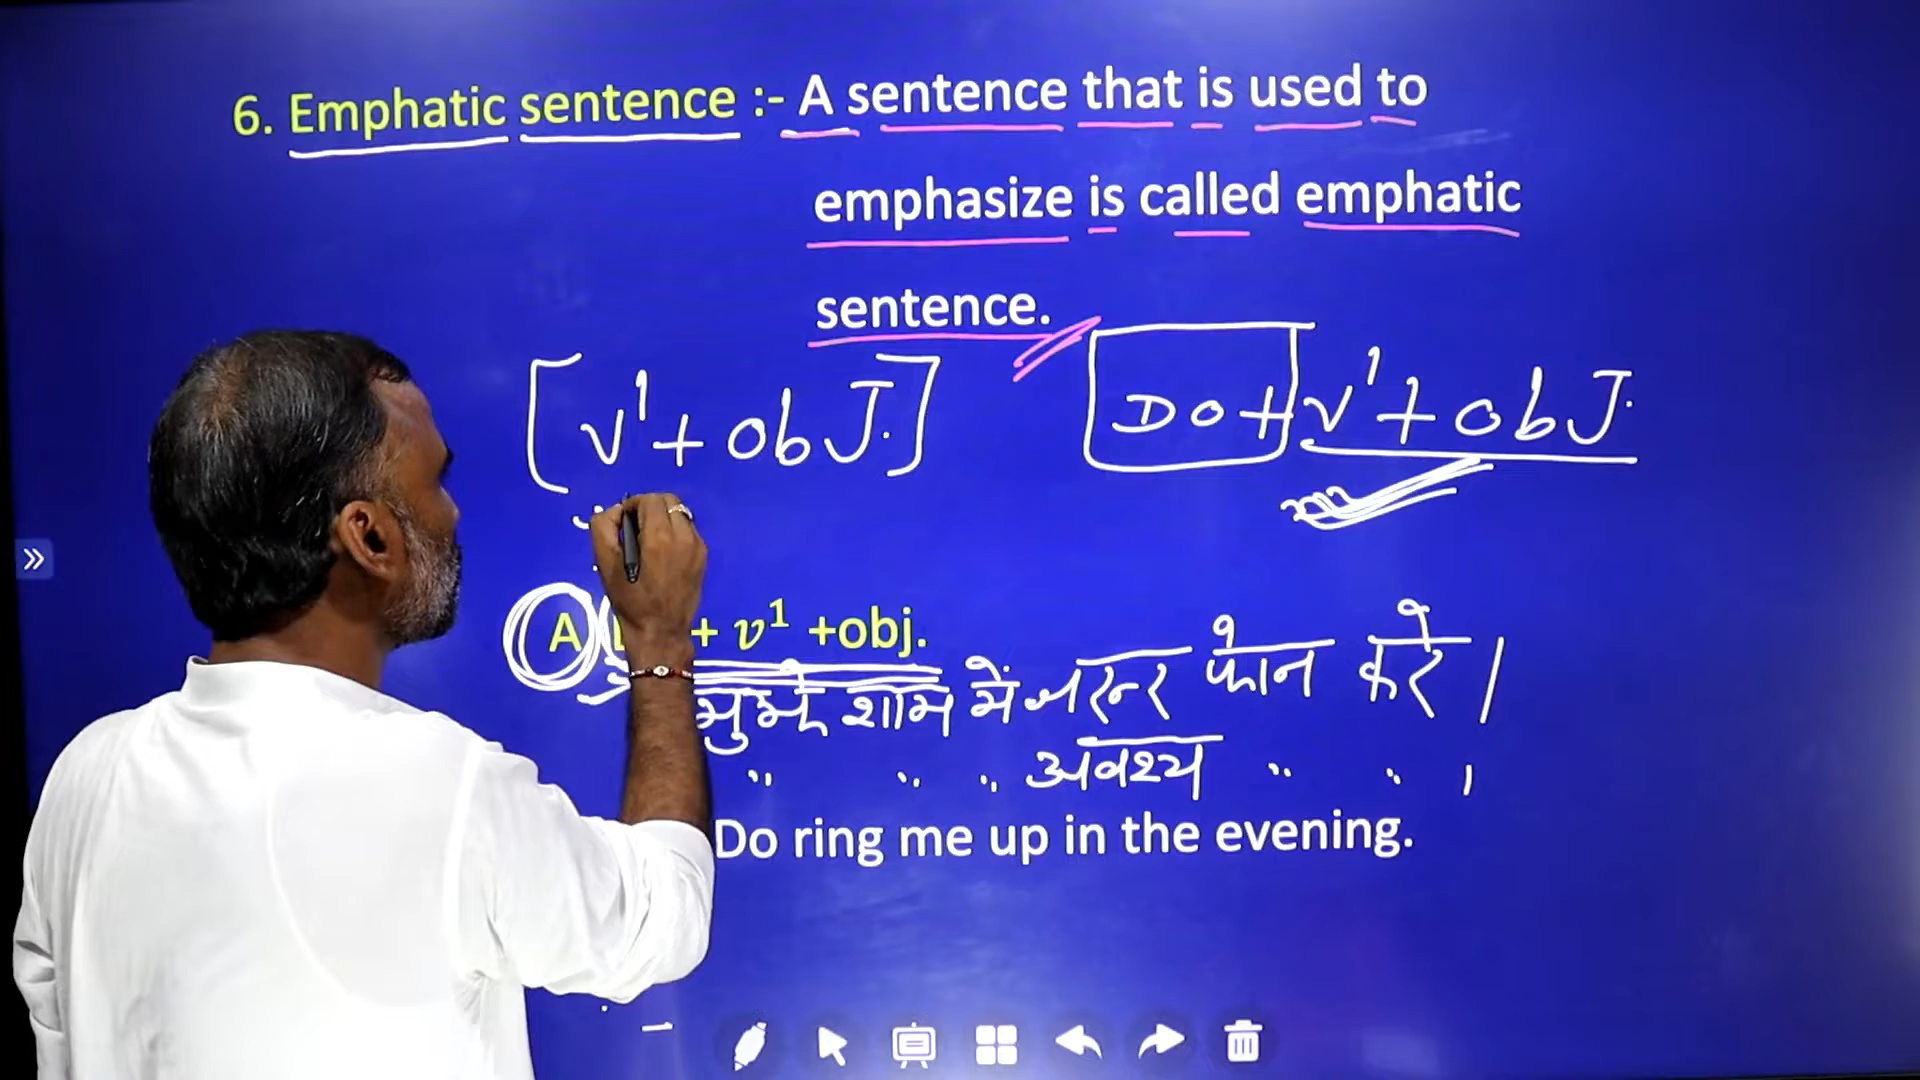 6. Emphatic sentence :- A sentence that is used to
emphasize is called emphatic
sentence.
[v¹ + obJ.]
DO + v¹ + obJ.
A
+ v¹ +obj.
मुझे शाम में जरूर फोन करे |
" " " अवश्य " " |
Do ring me up in the evening.